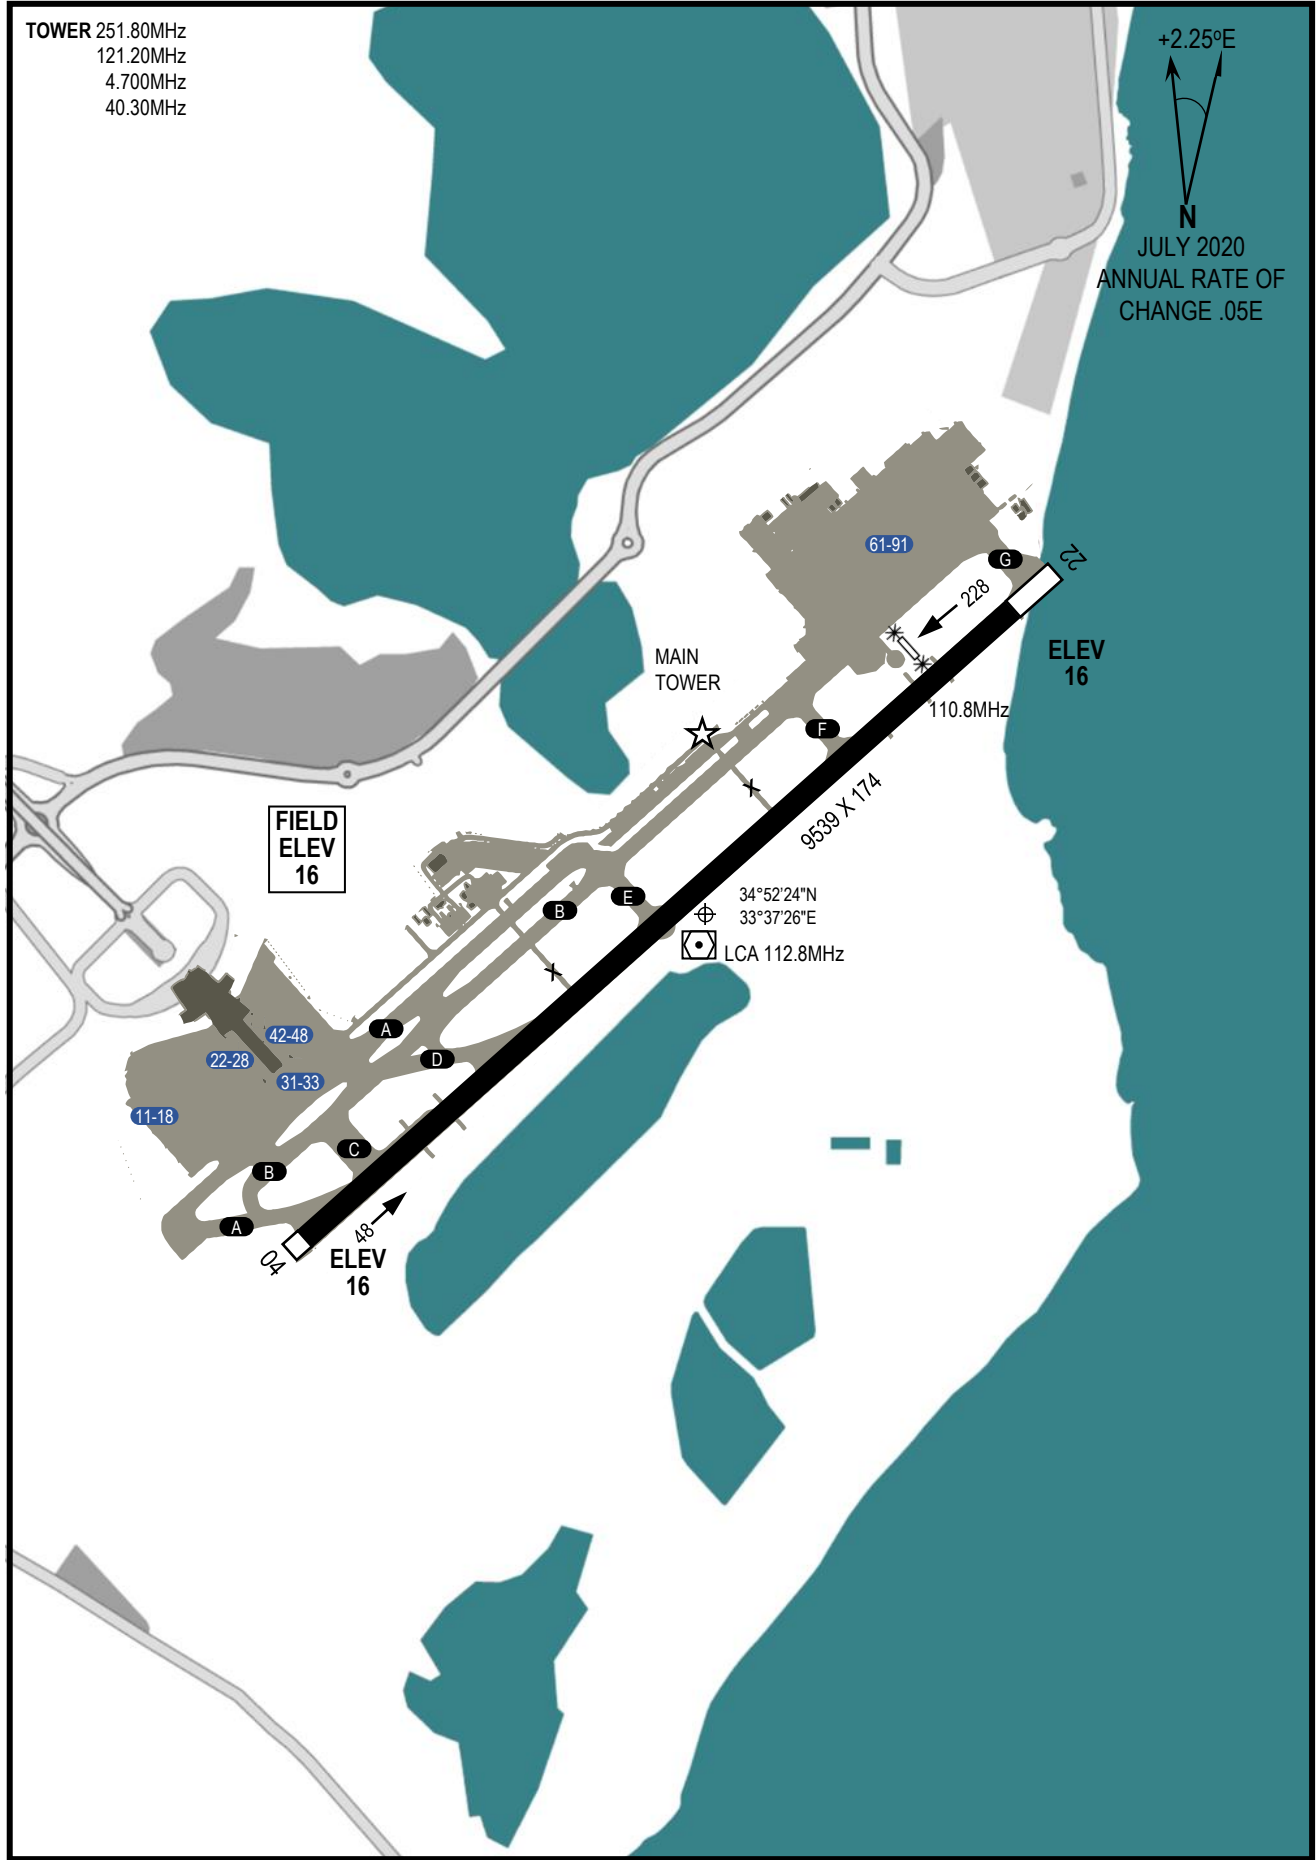 TOWER 251.80MHz
121.20MHz
4.700MHz
40.30MHz
+2.25ºE
N
JULY 2020
ANNUAL RATE OF
CHANGE .05E
61-91
G
22
228
ELEV
16
MAIN
TOWER
110.8MHz
F
X
9539 X 174
FIELD
ELEV
16
E
B
34°52'24"N
33°37'26"E
LCA 112.8MHz
X
A
42-48
D
22-28
31-33
11-18
C
B
A
48
04
ELEV
16